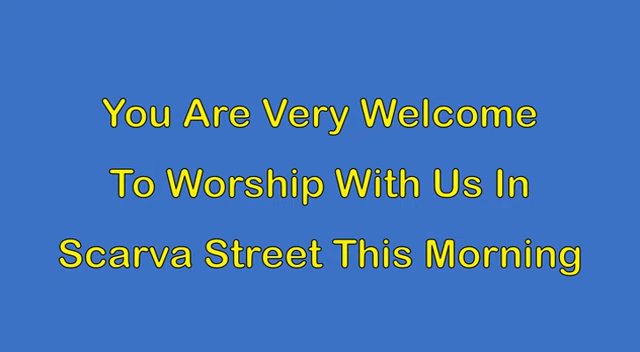 You Are Very Welcome
To Worship With Us In
Scarva Street This Morning